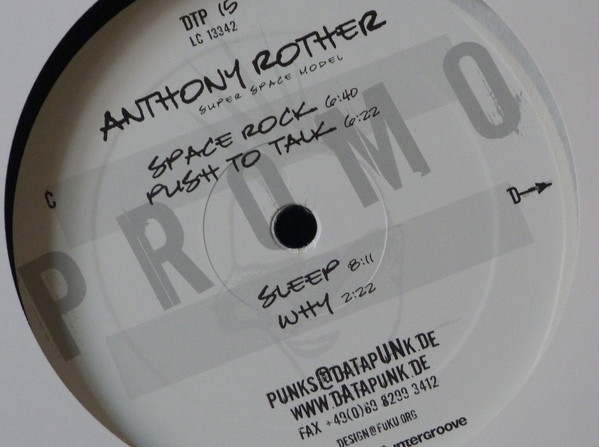 DTP 15
LC 13342
ANTHONY ROTHER
SUPER SPACE MODEL
SPACE ROCK 6:40
PUSH TO TALK 6:22
C
D
PROMO
SLEEP 8:11
WHY 2:22
PUNKS@DATAPUNK.DE
WWW.DATAPUNK.DE
FAX +49(0)69 8299 3412
DESIGN@FUKU.ORG
intergroove